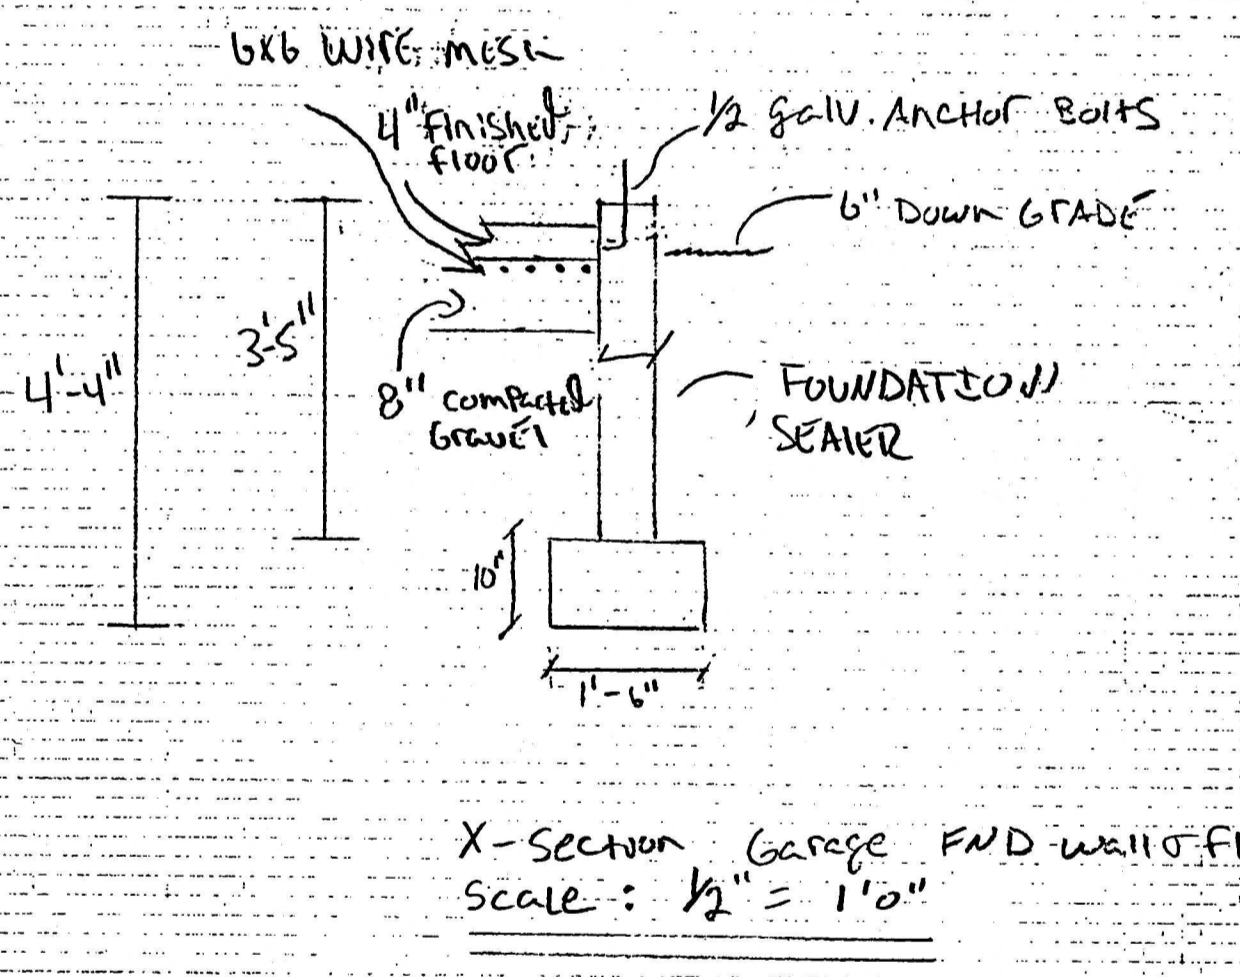 6x6 WIRE MESH
4" Finished
floor
1/2 galv. Anchor Bolts
6" Down GrADE
3'-5"
4'-4"
8" compacted
Gravel
FOUNDATION
SEALER
10"
1'-6"
X-Section Garage FND wall & fl
Scale: 1/2" = 1'0"